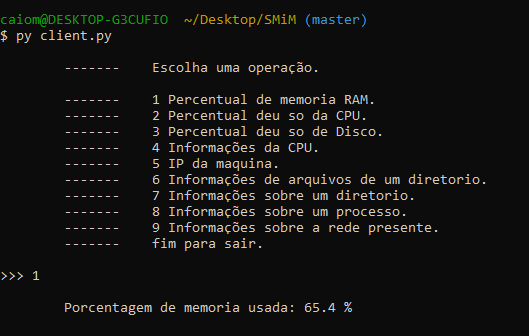 caiom@DESKTOP-G3CUFIO ~/Desktop/SMiM (master)
$ py client.py
------- Escolha uma operação.
------- 1 Percentual de memoria RAM.
------- 2 Percentual deu so da CPU.
------- 3 Percentual deu so de Disco.
------- 4 Informações da CPU.
------- 5 IP da maquina.
------- 6 Informações de arquivos de um diretorio.
------- 7 Informações sobre um diretorio.
------- 8 Informações sobre um processo.
------- 9 Informações sobre a rede presente.
------- fim para sair.
>>> 1
Porcentagem de memoria usada: 65.4 %